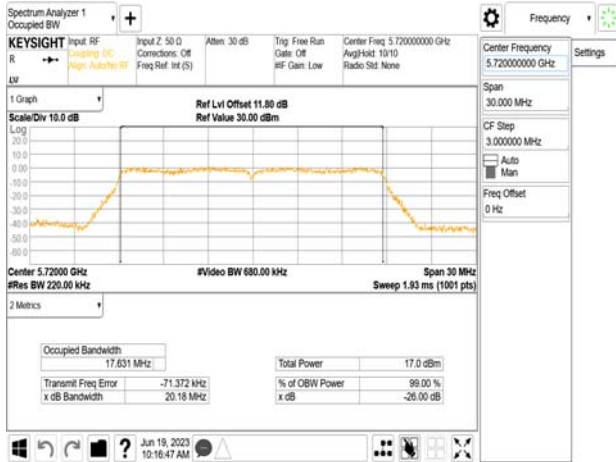 Spectrum Analyzer 1
Occupied BW
Frequency
KEYSIGHT Input: RF Input Z: 50 Ω Atten: 30 dB Trig: Free Run Center Freq: 5.720000000 GHz
R Coupling: DC Corrections: Off Gate: Off Avg|Hold: 10/10
Align: Auto/No RF Freq Ref: Int (S) #IF Gain: Low Radio Std: None
LVI
Center Frequency
5.720000000 GHz
Settings
Span
30.000 MHz
CF Step
3.000000 MHz
Auto
Man
Freq Offset
0 Hz
1 Graph
Ref Lvl Offset 11.80 dB
Scale/Div 10.0 dB Ref Value 30.00 dBm
Log
20.0
10.0
0.00
-10.0
-20.0
-30.0
-40.0
-50.0
-60.0
Center 5.72000 GHz #Video BW 680.00 kHz Span 30 MHz
#Res BW 220.00 kHz Sweep 1.93 ms (1001 pts)
2 Metrics
Occupied Bandwidth
17.631 MHz
Total Power 17.0 dBm
Transmit Freq Error -71.372 kHz % of OBW Power 99.00 %
x dB Bandwidth 20.18 MHz x dB -26.00 dB
?
Jun 19, 2023
10:16:47 AM